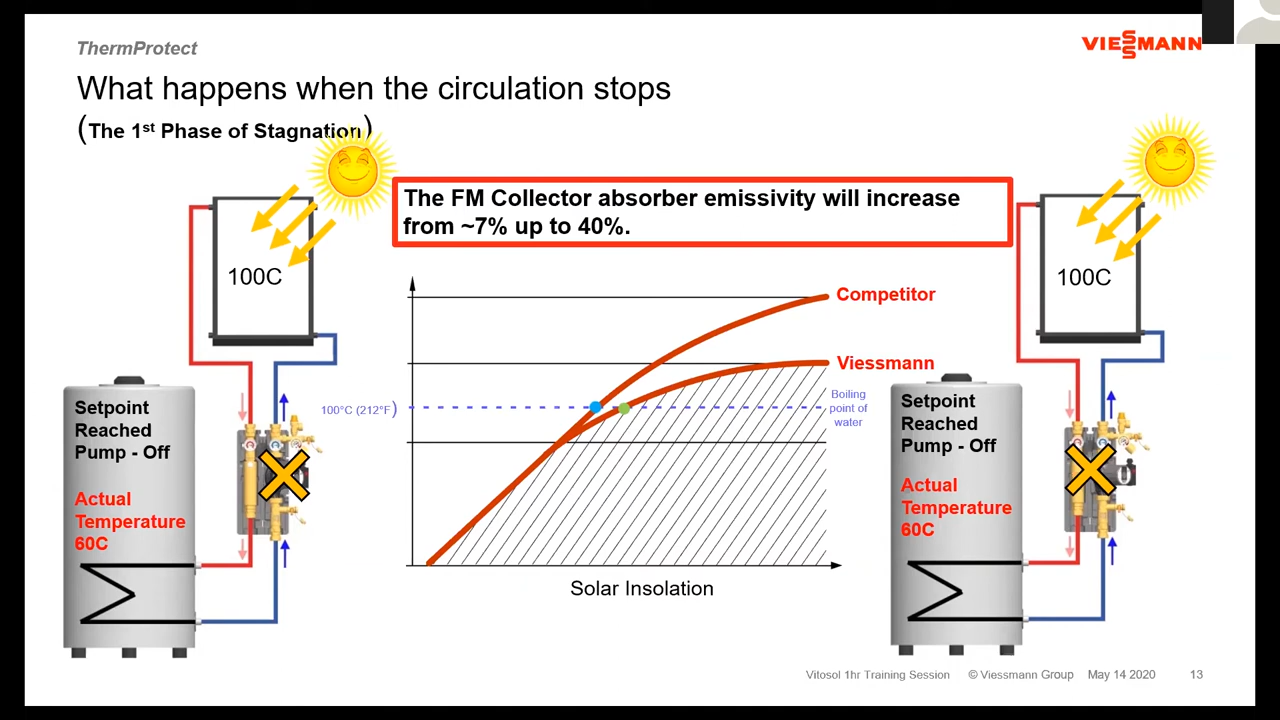 ThermProtect
VIESSMANN
What happens when the circulation stops
(The 1st Phase of Stagnation)
The FM Collector absorber emissivity will increase
from ~7% up to 40%.
100C
100C
Competitor
Viessmann
100°C (212°F)
Boiling
point of
water
Setpoint
Reached
Pump - Off
Actual
Temperature
60C
Setpoint
Reached
Pump - Off
Actual
Temperature
60C
Solar Insolation
Vitosol 1hr Training Session © Viessmann Group May 14 2020 13